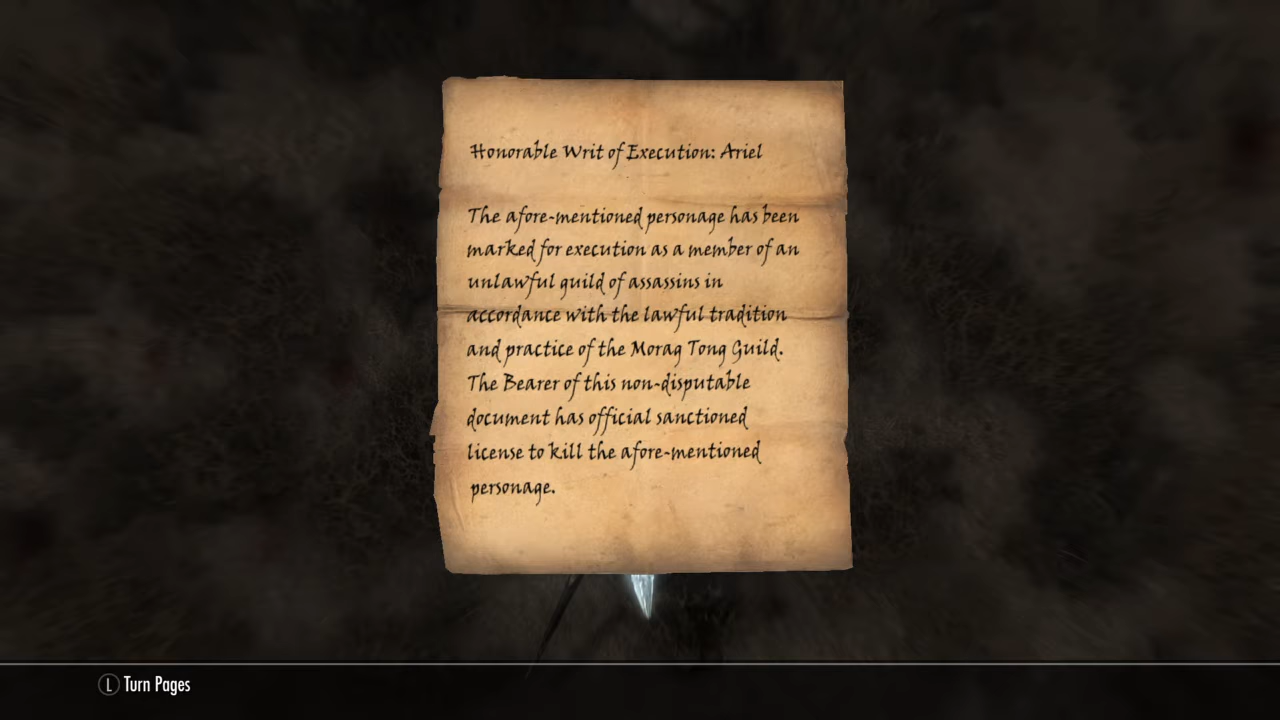 Honorable Writ of Execution: Ariel
The afore-mentioned personage has been
marked for execution as a member of an
unlawful guild of assassins in
accordance with the lawful tradition
and practice of the Morag Tong Guild.
The Bearer of this non-disputable
document has official sanctioned
license to kill the afore-mentioned
personage.
L Turn Pages